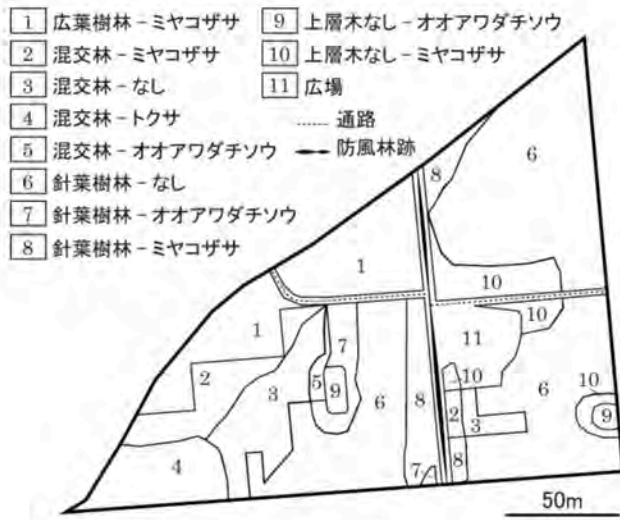 1 広葉樹林-ミヤコザサ
2 混交林-ミヤコザサ
3 混交林-なし
4 混交林-トクサ
5 混交林-オオアワダチソウ
6 針葉樹林-なし
7 針葉樹林-オオアワダチソウ
8 針葉樹林-ミヤコザサ
9 上層木なし-オオアワダチソウ
10 上層木なし-ミヤコザサ
11 広場
通路
防風林跡
8
6
1
10
10
1
11
7
2
5
9
3
6
8
10
6
10
2
3
9
4
7
8
50m